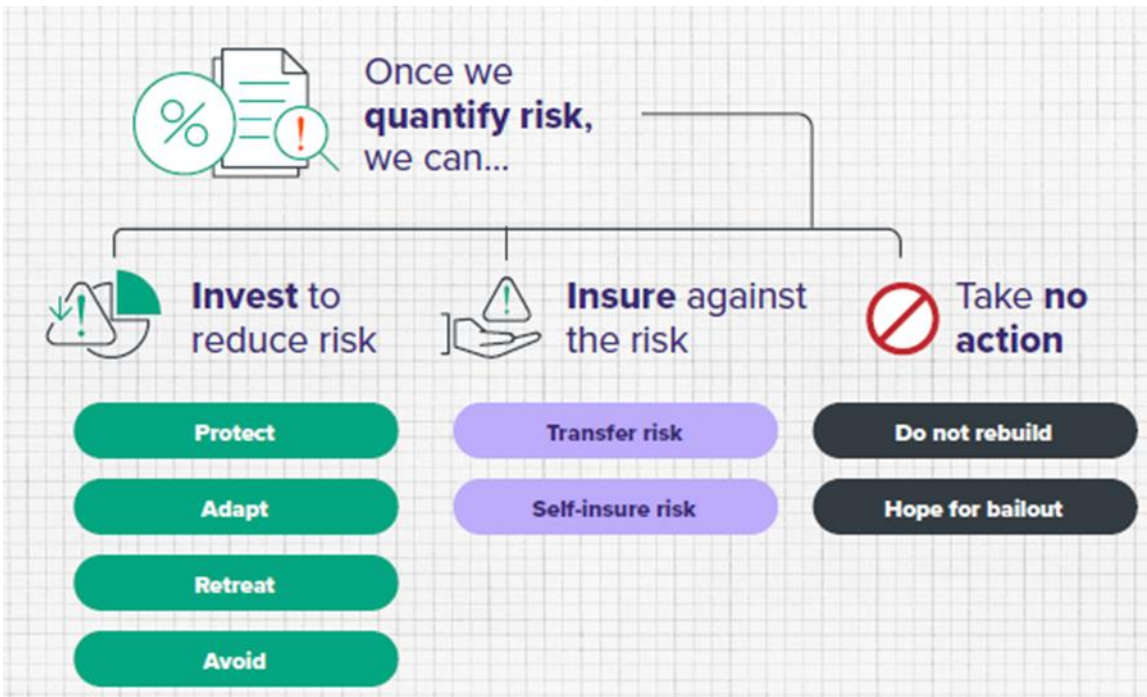 Once we
quantify risk,
we can...
Invest to
reduce risk
Protect
Adapt
Retreat
Avoid
Insure against
the risk
Transfer risk
Self-insure risk
Take no
action
Do not rebuild
Hope for bailout